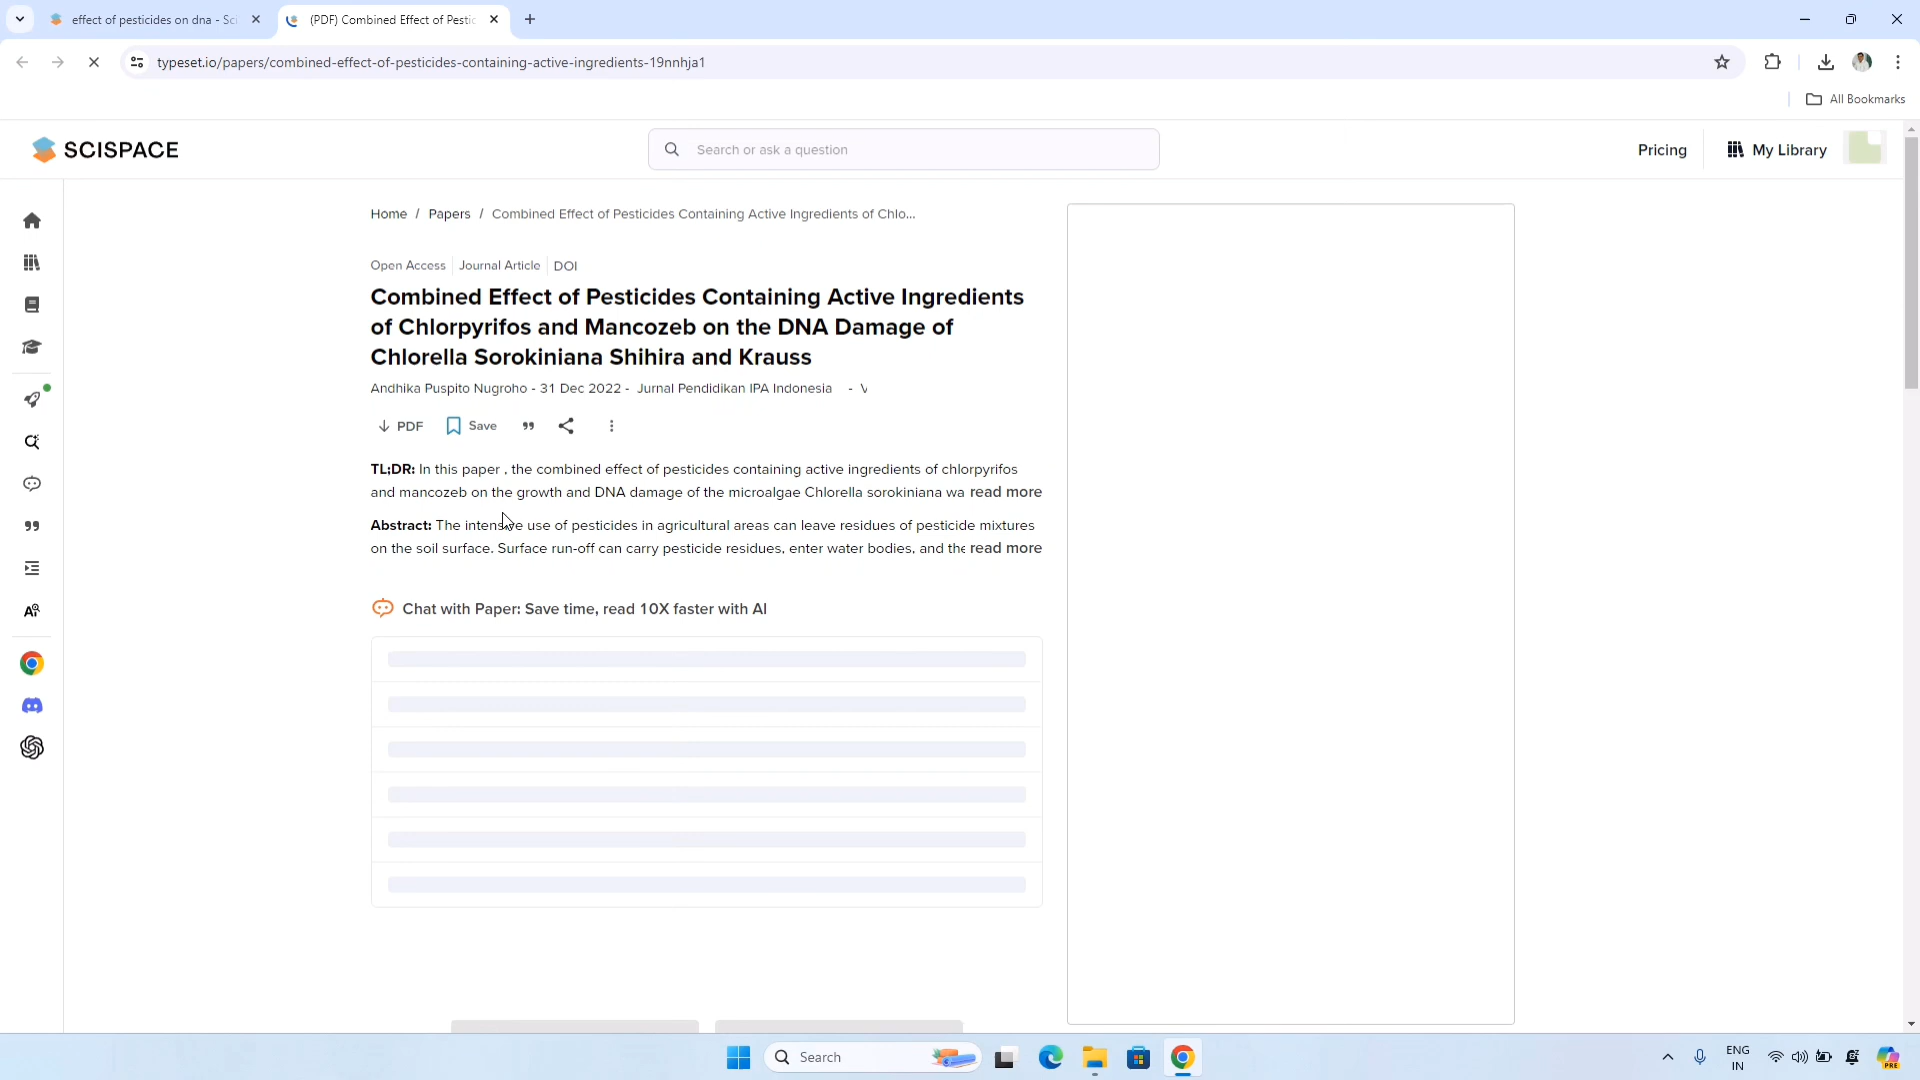 effect of pesticides on dna - Sci
(PDF) Combined Effect of Pestic
typeset.io/papers/combined-effect-of-pesticides-containing-active-ingredients-19nnhja1
All Bookmarks
SCISPACE
Search or ask a question
Pricing
My Library
Home / Papers / Combined Effect of Pesticides Containing Active Ingredients of Chlo...
Open Access
Journal Article
DOI
Combined Effect of Pesticides Containing Active Ingredients
of Chlorpyrifos and Mancozeb on the DNA Damage of
Chlorella Sorokiniana Shihira and Krauss
Andhika Puspito Nugroho - 31 Dec 2022 - Jurnal Pendidikan IPA Indonesia - V
PDF
Save
TL;DR: In this paper , the combined effect of pesticides containing active ingredients of chlorpyrifos
and mancozeb on the growth and DNA damage of the microalgae Chlorella sorokiniana wa read more
Abstract: The intensive use of pesticides in agricultural areas can leave residues of pesticide mixtures
on the soil surface. Surface run-off can carry pesticide residues, enter water bodies, and the read more
Chat with Paper: Save time, read 10X faster with AI
Search
ENG
IN
PRE